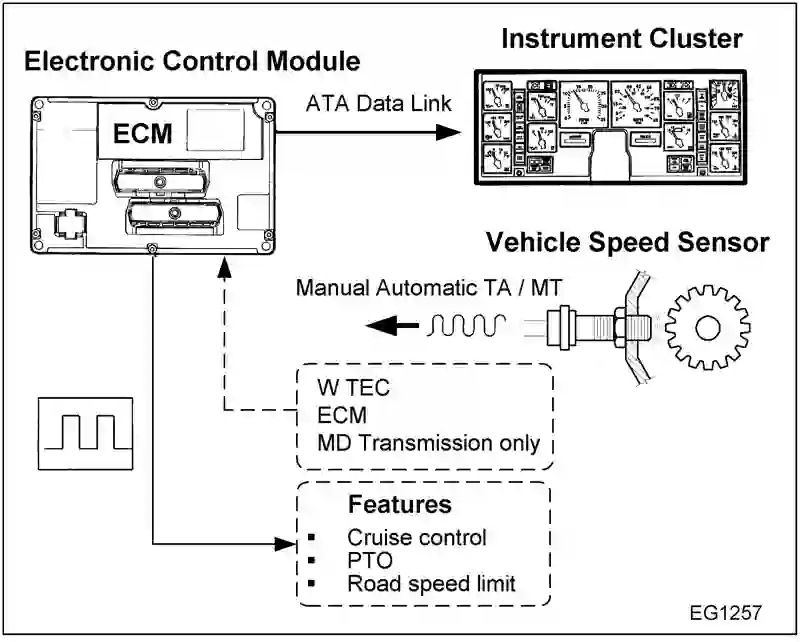 Instrument Cluster
Electronic Control Module
ATA Data Link
ECM
Vehicle Speed Sensor
Manual Automatic TA / MT
W TEC
ECM
MD Transmission only
Features
▪ Cruise control
▪ PTO
▪ Road speed limit
EG1257